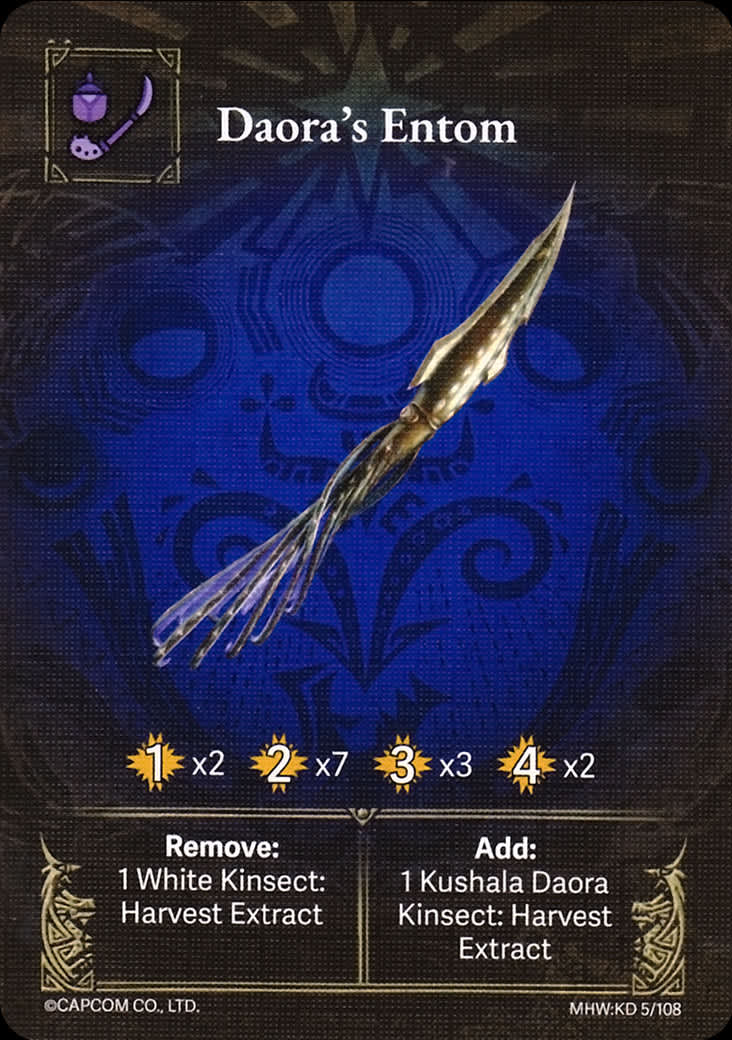 Daora's Entom
1 x2 2 x7 3 x3 4 x2
Remove:
1 White Kinsect:
Harvest Extract
Add:
1 Kushala Daora
Kinsect: Harvest
Extract
©CAPCOM CO., LTD.
MHW:KD 5/108